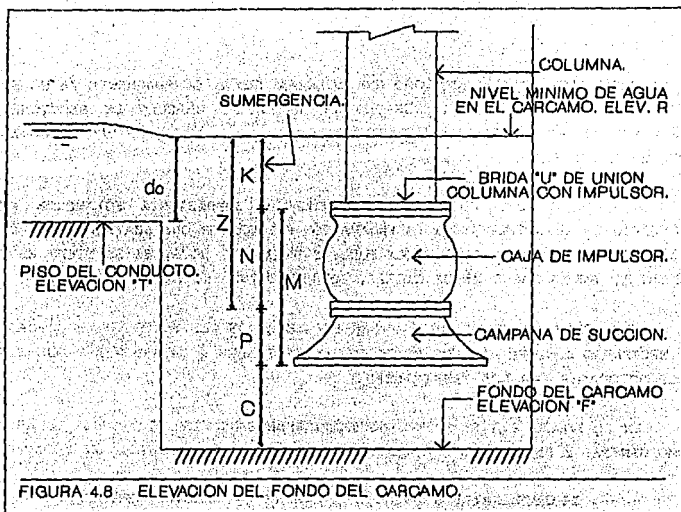 COLUMNA.
NIVEL MINIMO DE AGUA
EN EL CARCAMO. ELEV. R
SUMERGENCIA.
K
do
Z
BRIDA "U" DE UNION
COLUMNA CON IMPULSOR.
N
M
CAJA DE IMPULSOR.
PISO DEL CONDUCTO.
ELEVACION "T"
P
CAMPANA DE SUCCION.
C
FONDO DEL CARCAMO
ELEVACION "F"
FIGURA 4.8 ELEVACION DEL FONDO DEL CARCAMO.